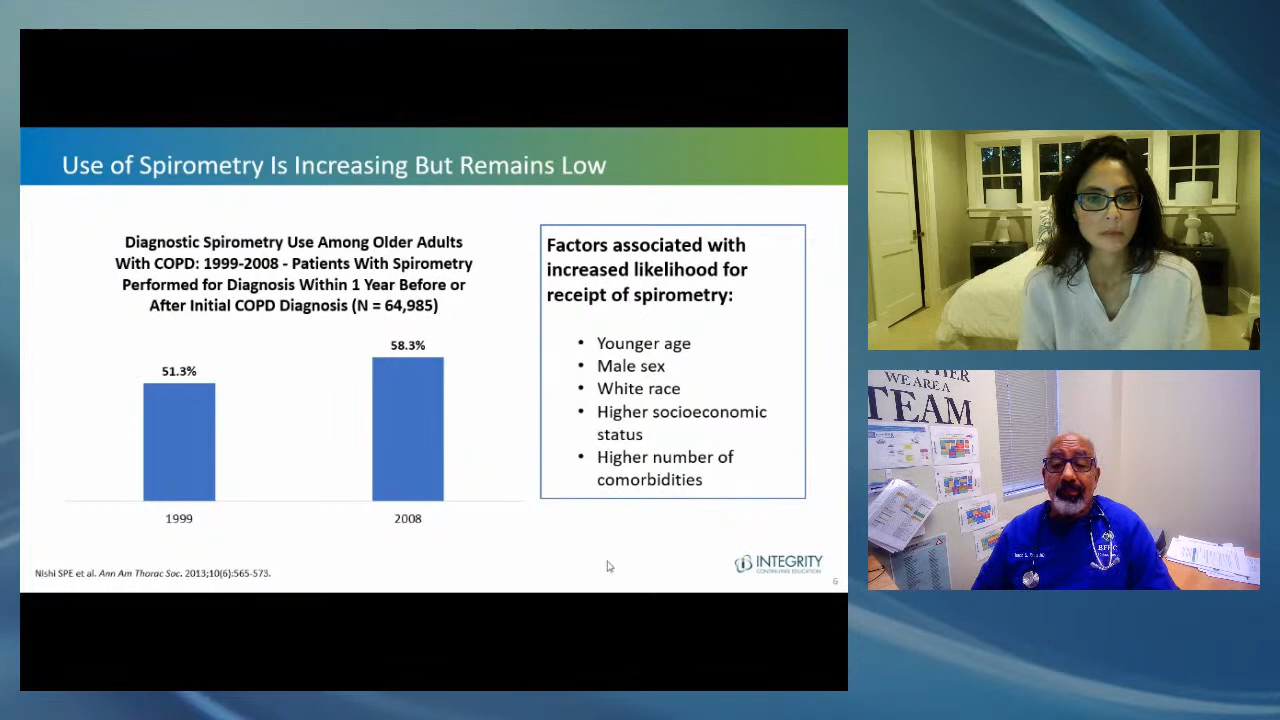 Use of Spirometry Is Increasing But Remains Low
Diagnostic Spirometry Use Among Older Adults
With COPD: 1999-2008 - Patients With Spirometry
Performed for Diagnosis Within 1 Year Before or
After Initial COPD Diagnosis (N = 64,985)
58.3%
51.3%
1999
2008
Factors associated with
increased likelihood for
receipt of spirometry:
• Younger age
• Male sex
• White race
• Higher socioeconomic
status
• Higher number of
comorbidities
Nishi SPE et al. Ann Am Thorac Soc. 2013;10(6):565-573.
INTEGRITY
CONTINUING EDUCATION
6
WE ARE A
TEAM